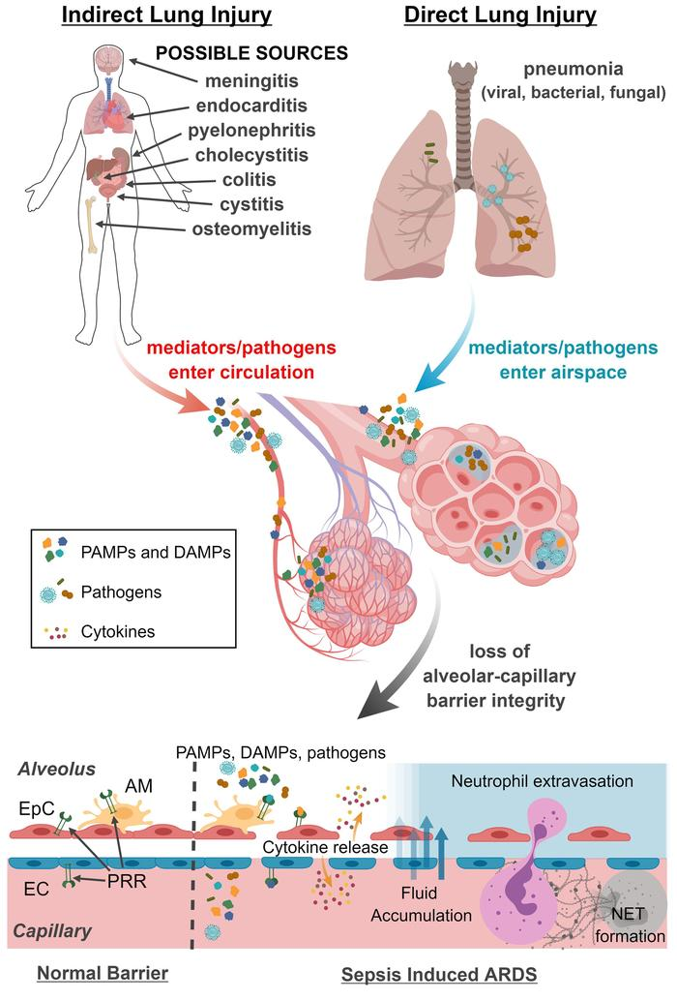 Indirect Lung Injury
POSSIBLE SOURCES
meningitis
endocarditis
pyelonephritis
cholecystitis
colitis
cystitis
osteomyelitis
Direct Lung Injury
pneumonia
(viral, bacterial, fungal)
mediators/pathogens
enter circulation
mediators/pathogens
enter airspace
PAMPs and DAMPs
Pathogens
Cytokines
loss of
alveolar-capillary
barrier integrity
Alveolus
AM
EpC
EC
PRR
Capillary
PAMPs, DAMPs, pathogens
Cytokine release
Fluid
Accumulation
Neutrophil extravasation
NET
formation
Normal Barrier
Sepsis Induced ARDS